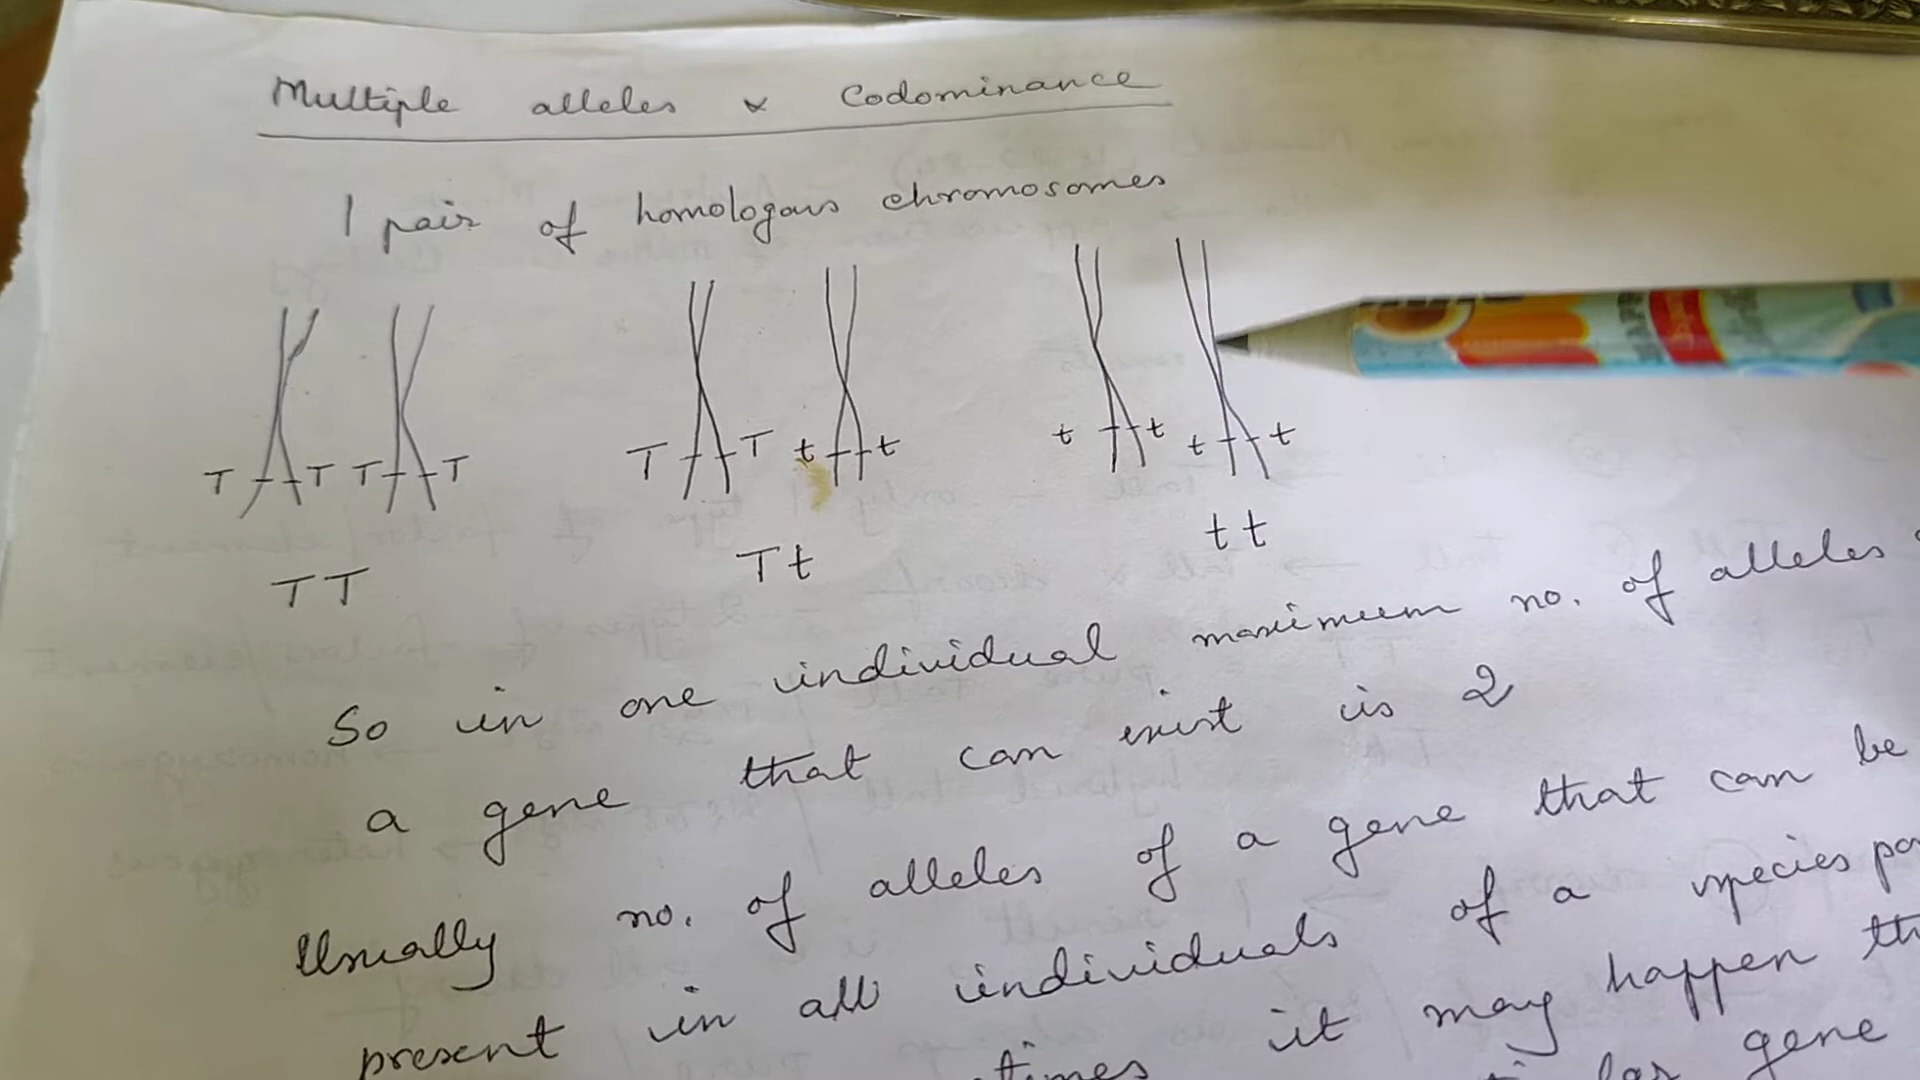 Multiple alleles & Codominance
1 pair of homologous chromosomes
T T T T
T T t t
t t t t
TT
Tt
tt
So in one individual maximum no. of alleles
a gene that can exist is 2
Usually no. of alleles of a gene that can be
present in all individuals of a species
it may happen
gene